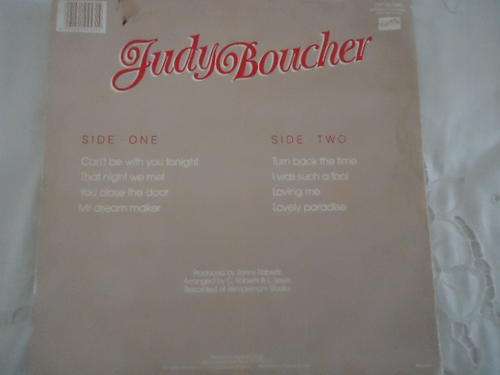 Judy Boucher
SIDE ONE
Can't be with you tonight
That night we met
You close the door
Mr dream maker
SIDE TWO
Turn back the time
I was such a fool
Loving me
Lovely paradise
Produced by
Arranged by C. & L.
Recorded at Studio